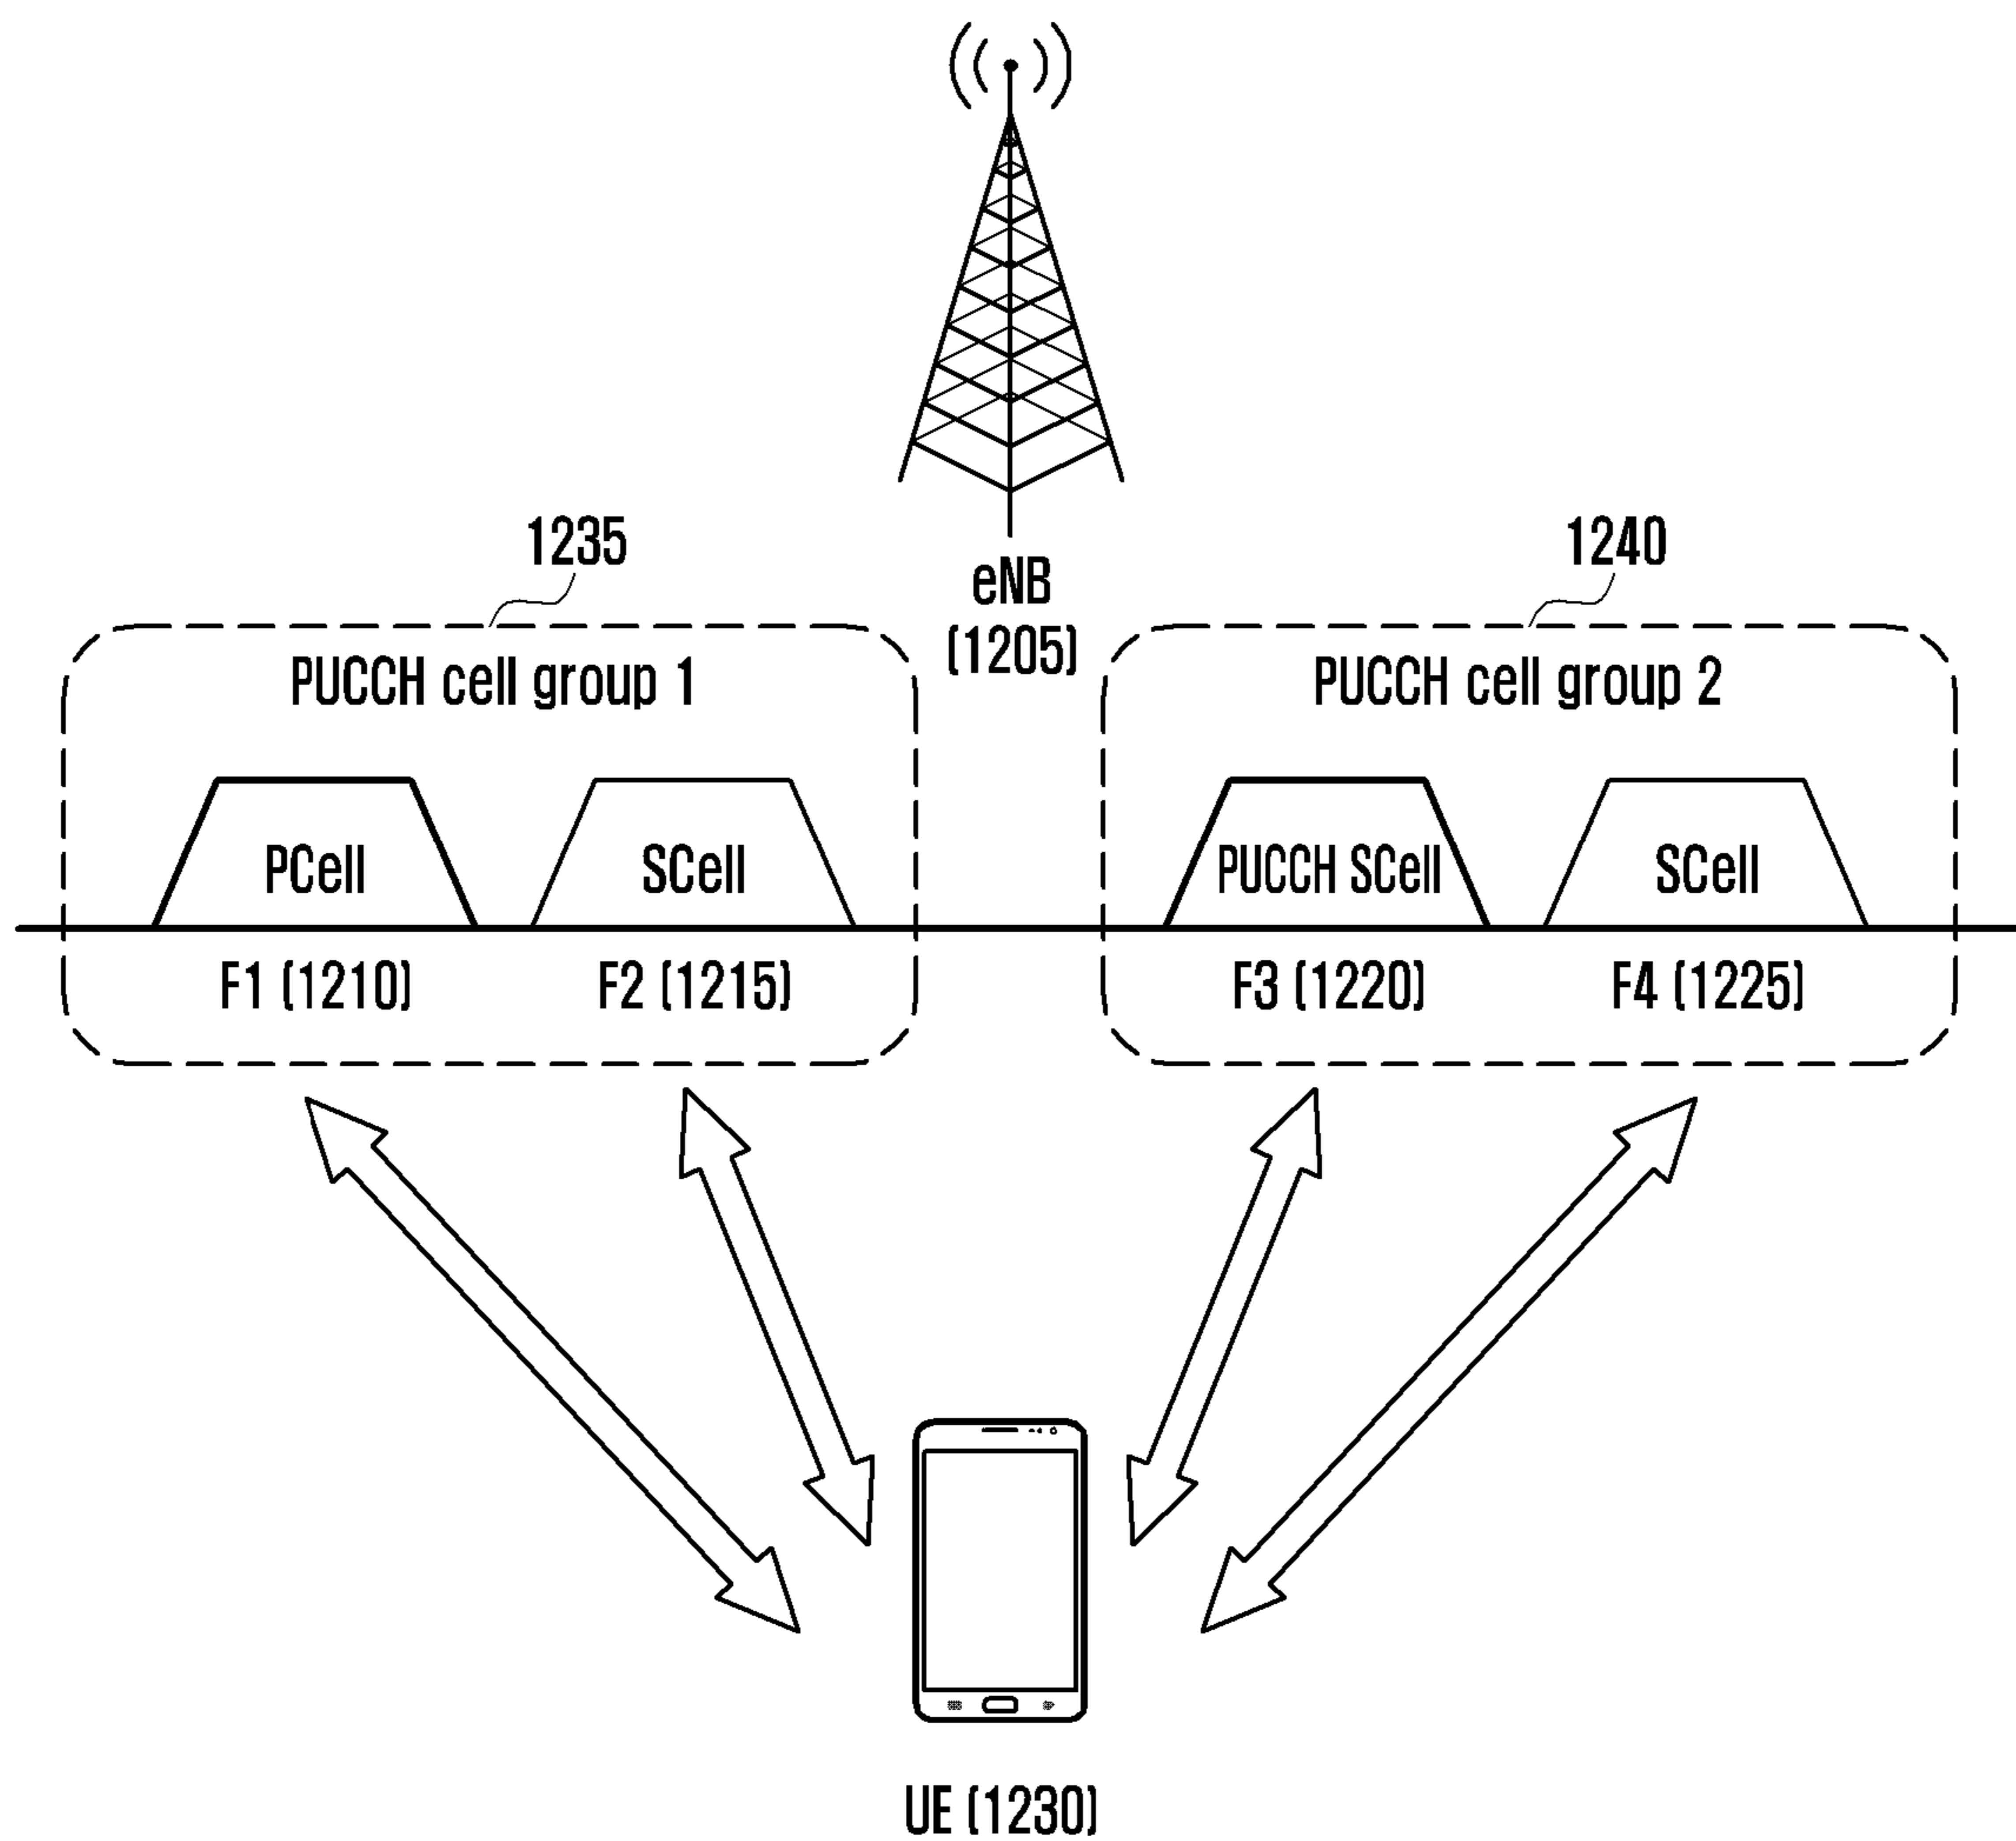 1235
1240
eNB
(1205)
PUCCH cell group 1
PUCCH cell group 2
PCell
SCell
PUCCH SCell
SCell
F1 (1210)
F2 (1215)
F3 (1220)
F4 (1225)
UE (1230)